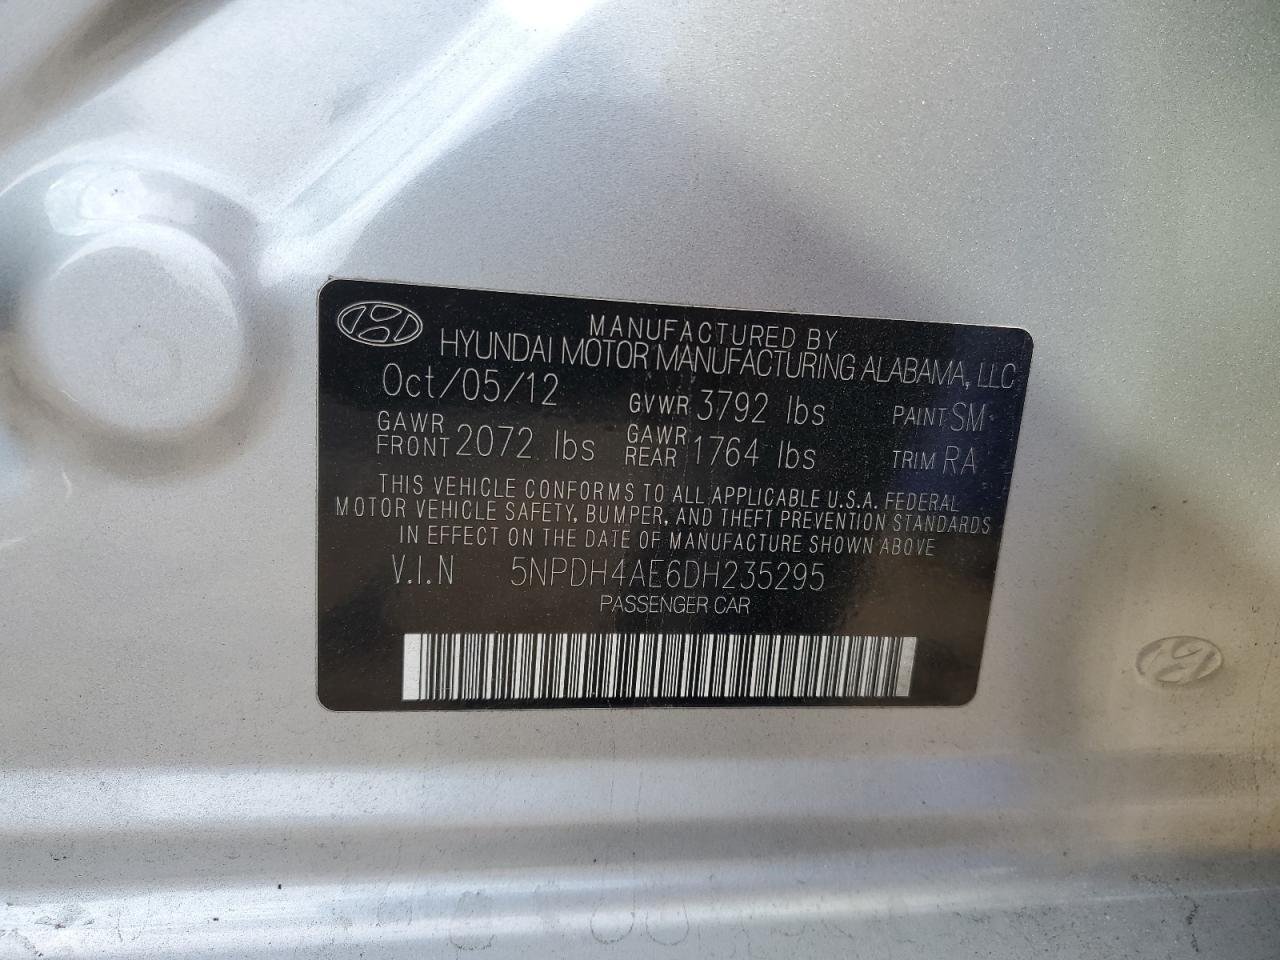 MANUFACTURED BY
HYUNDAI MOTOR MANUFACTURING ALABAMA, LLC
Oct/05/12 GVWR 3792 lbs PAINT SM
GAWR FRONT 2072 lbs GAWR REAR 1764 lbs TRIM RA
THIS VEHICLE CONFORMS TO ALL APPLICABLE U.S.A. FEDERAL
MOTOR VEHICLE SAFETY, BUMPER, AND THEFT PREVENTION STANDARDS
IN EFFECT ON THE DATE OF MANUFACTURE SHOWN ABOVE
V.I.N 5NPDH4AE6DH235295
PASSENGER CAR